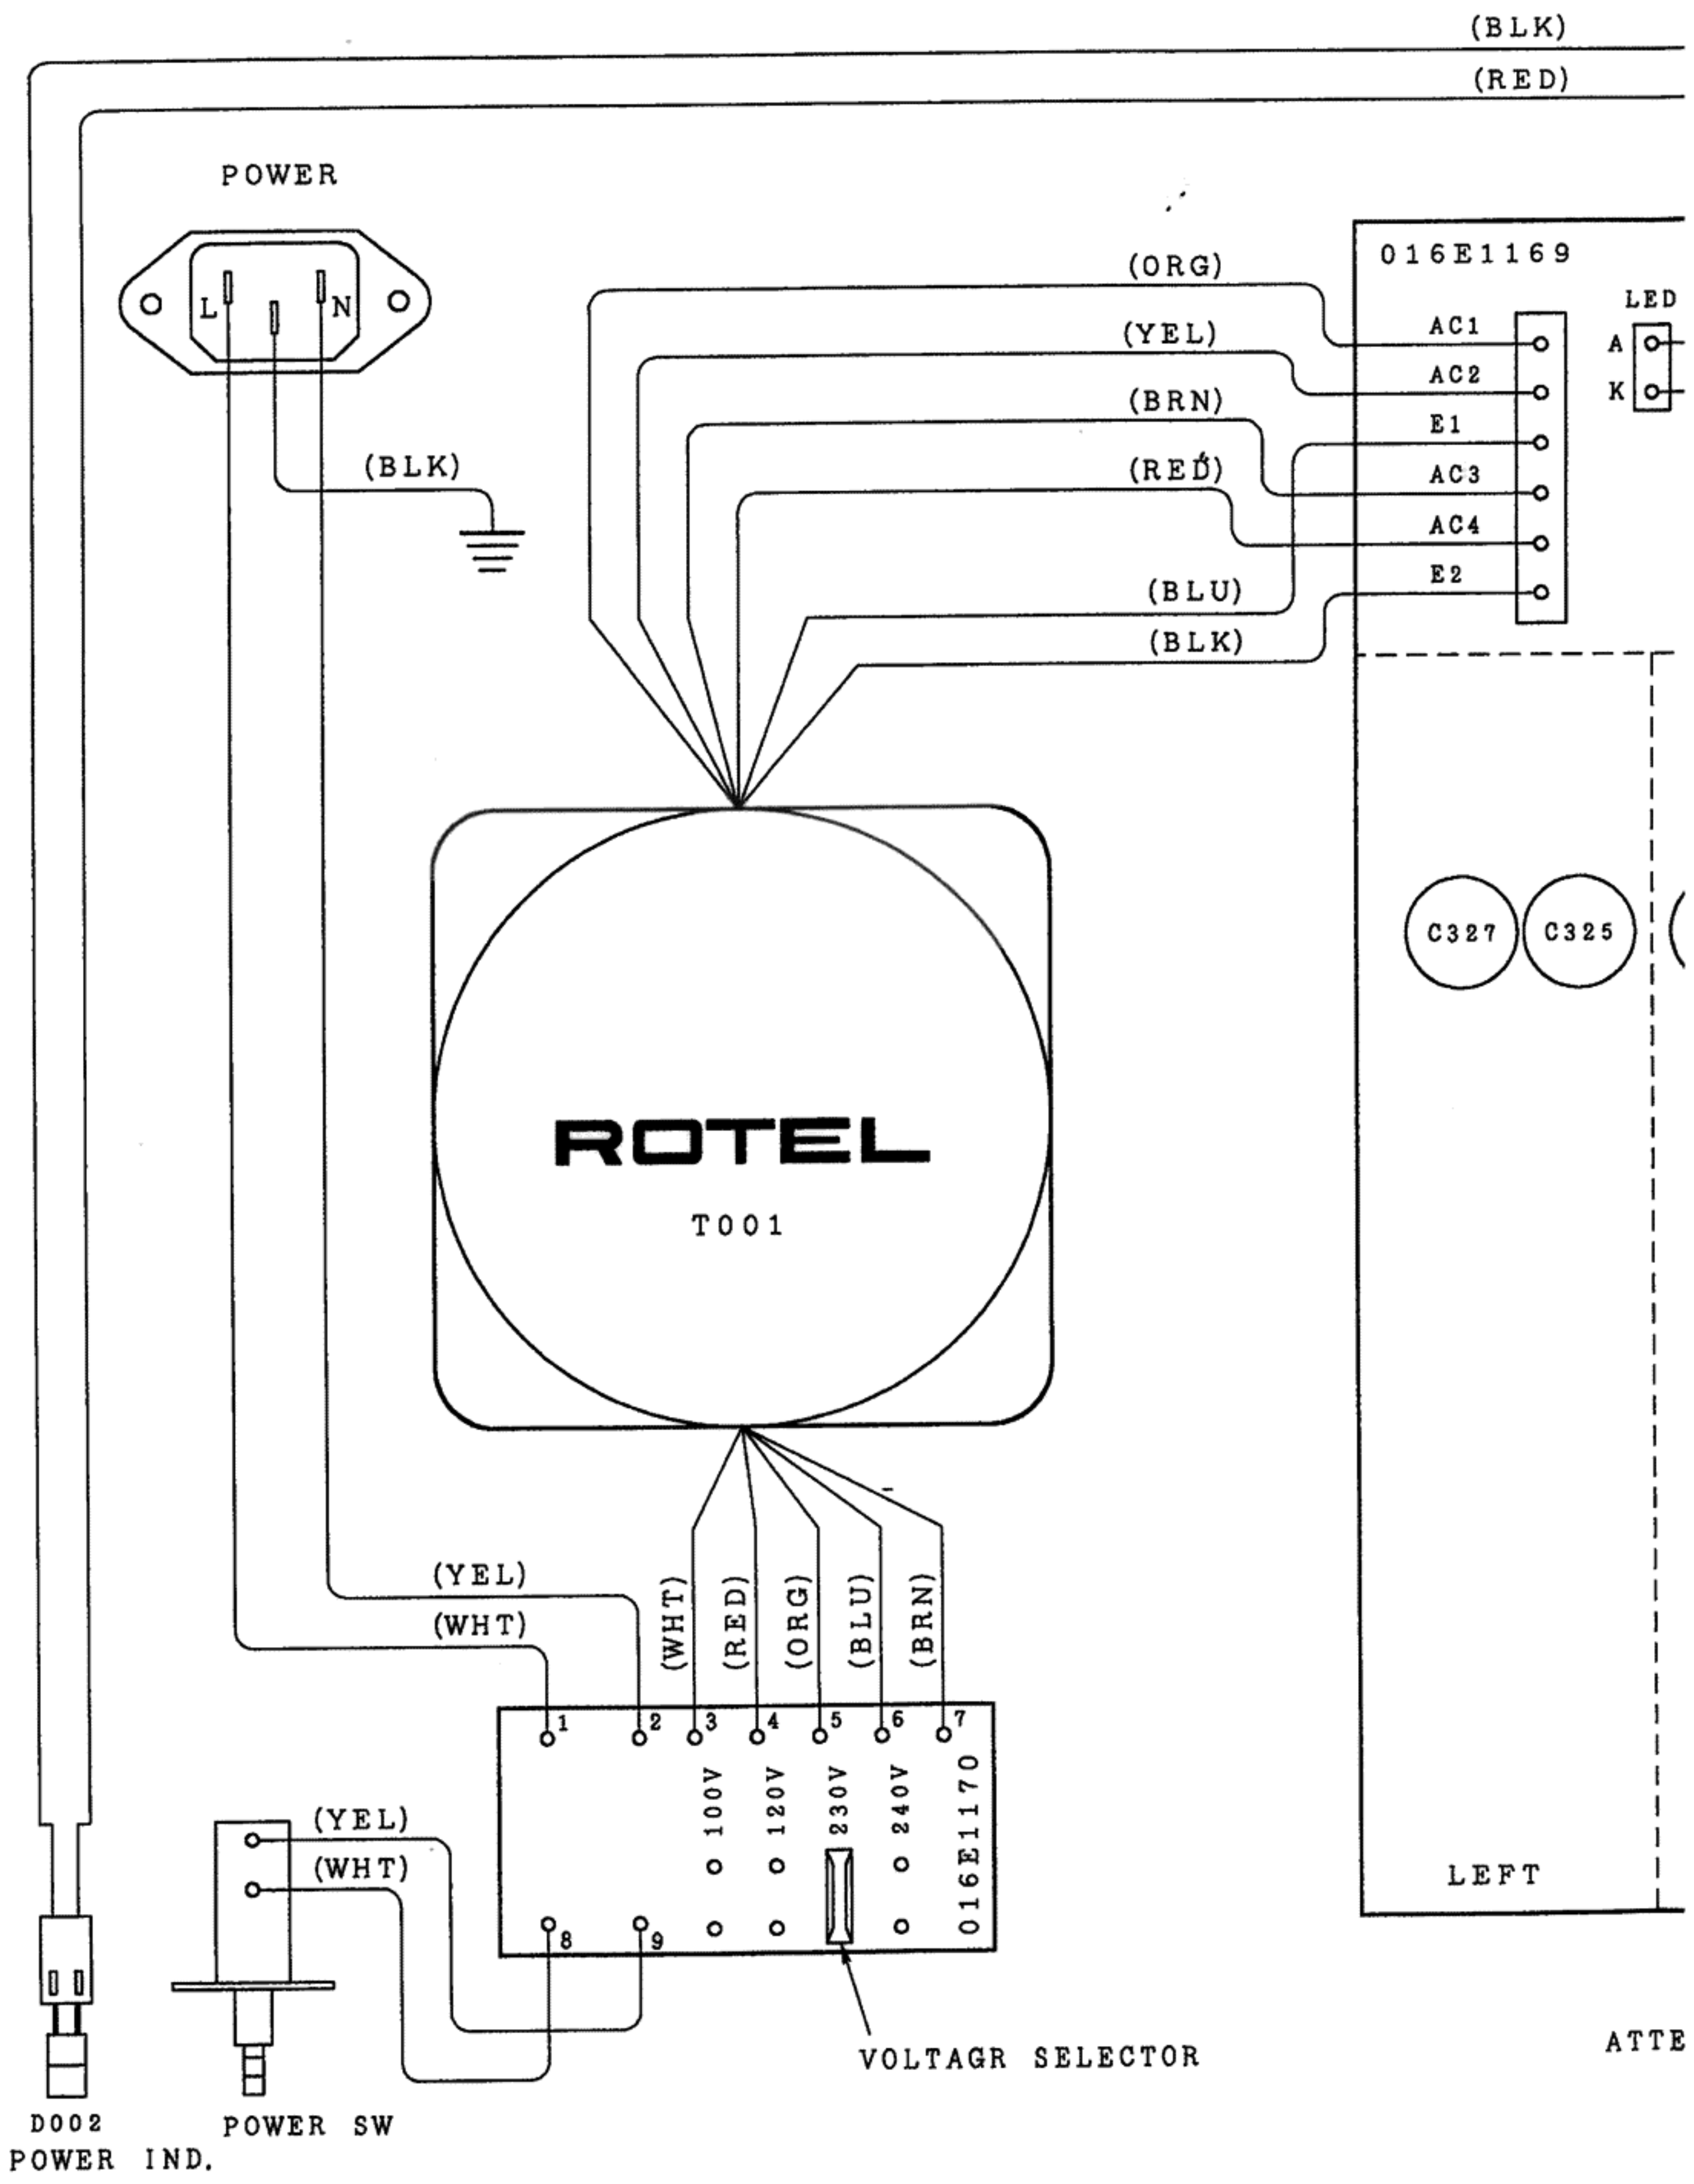 (BLK)
(RED)
POWER
L
N
(BLK)
(ORG)
(YEL)
(BRN)
(RED)
(BLU)
(BLK)
016E1169
LED
AC1
A
AC2
K
E1
AC3
AC4
E2
C327
C325
ROTEL
T001
(YEL)
(WHT)
(WHT)
(RED)
(ORG)
(BLU)
(BRN)
1
2
3
4
5
6
7
100V
120V
230V
240V
016E1170
8
9
(YEL)
(WHT)
LEFT
VOLTAGR SELECTOR
ATTE
D002
POWER IND.
POWER SW